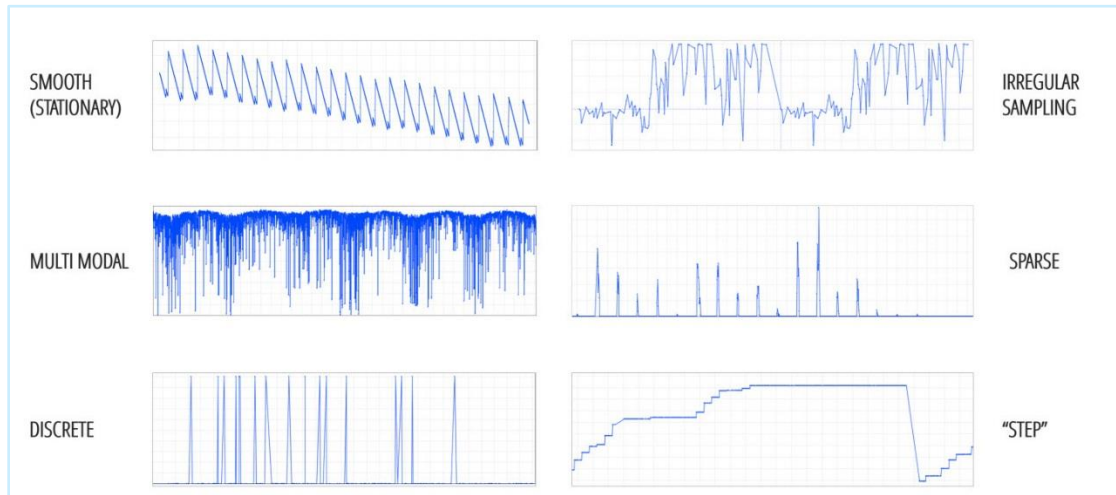 SMOOTH
(STATIONARY)
IRREGULAR
SAMPLING
MULTI MODAL
SPARSE
DISCRETE
“STEP”